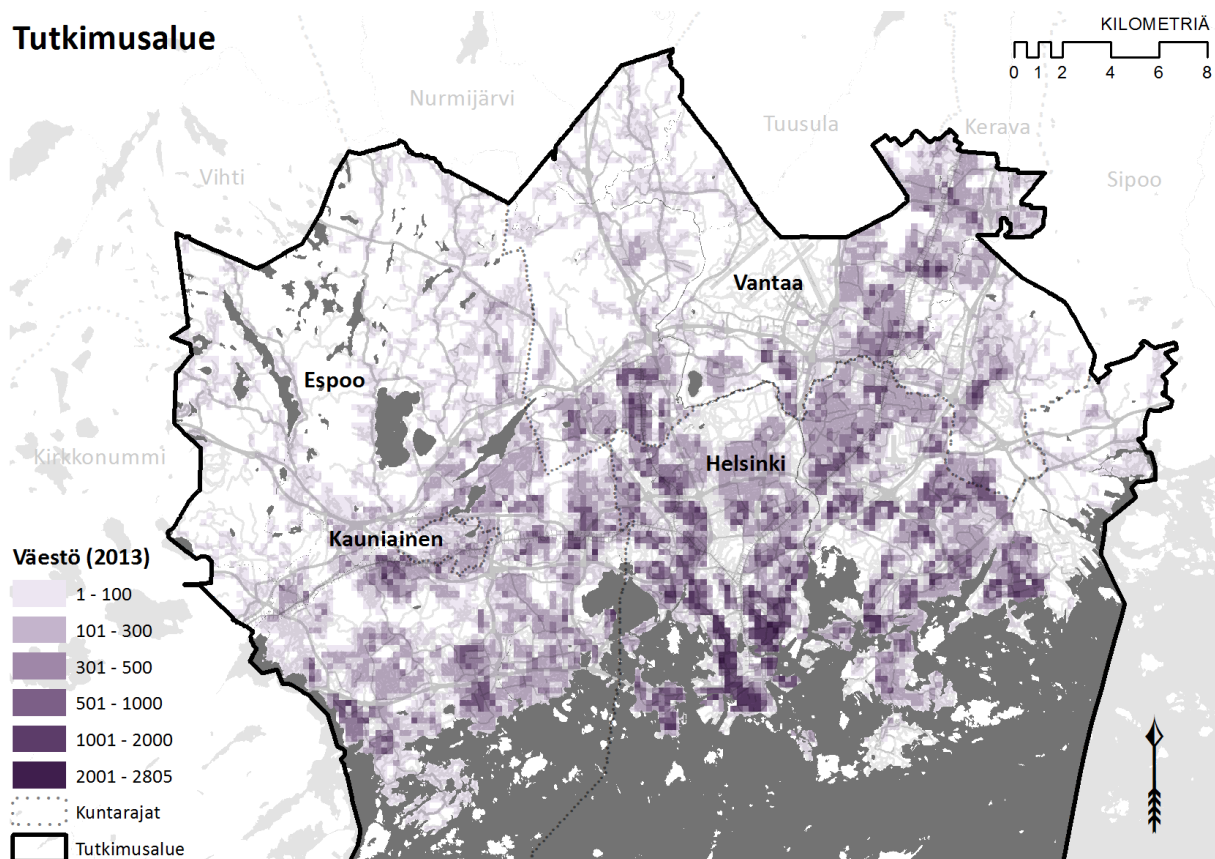 Tutkimusalue
KILOMETRIÄ
0 1 2 4 6 8
Nurmijärvi
Tuusula
Kerava
Vihti
Sipoo
Vantaa
Espoo
Kirkkonummi
Helsinki
Kauniainen
Väestö (2013)
1 - 100
101 - 300
301 - 500
501 - 1000
1001 - 2000
2001 - 2805
Kuntarajat
Tutkimusalue